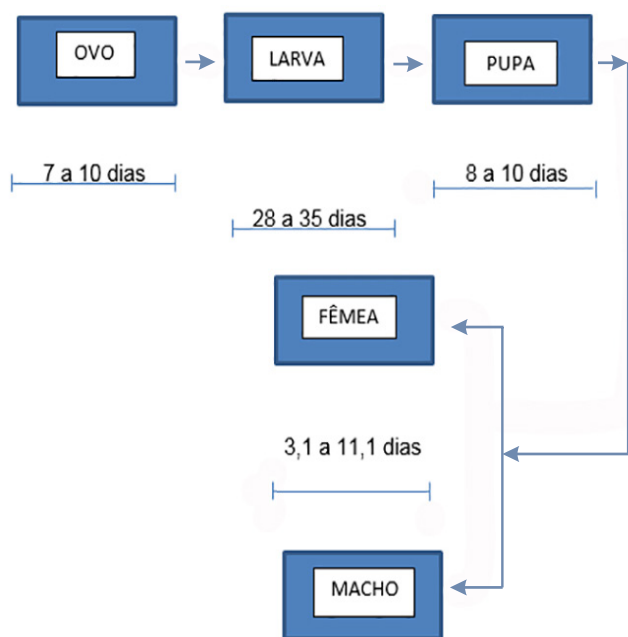 OVO
LARVA
PUPA
7 a 10 dias
28 a 35 dias
8 a 10 dias
FÊMEA
3,1 a 11,1 dias
MACHO